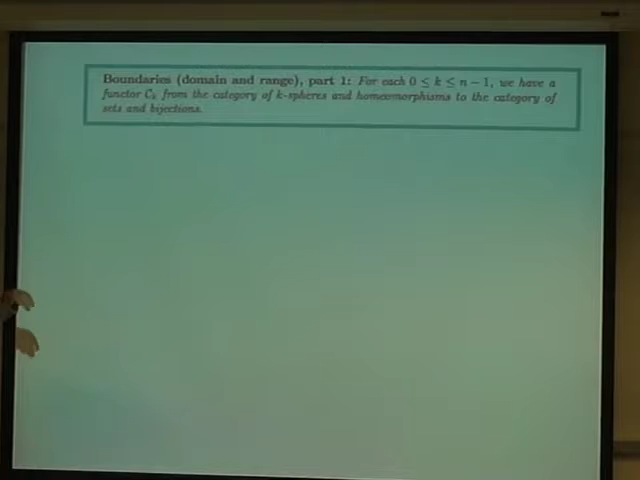 Boundaries (domain and range), part 1: For each 0 ≤ k ≤ n − 1, we have a
functor Cₖ from the category of k-spheres and homeomorphisms to the category of
sets and bijections.